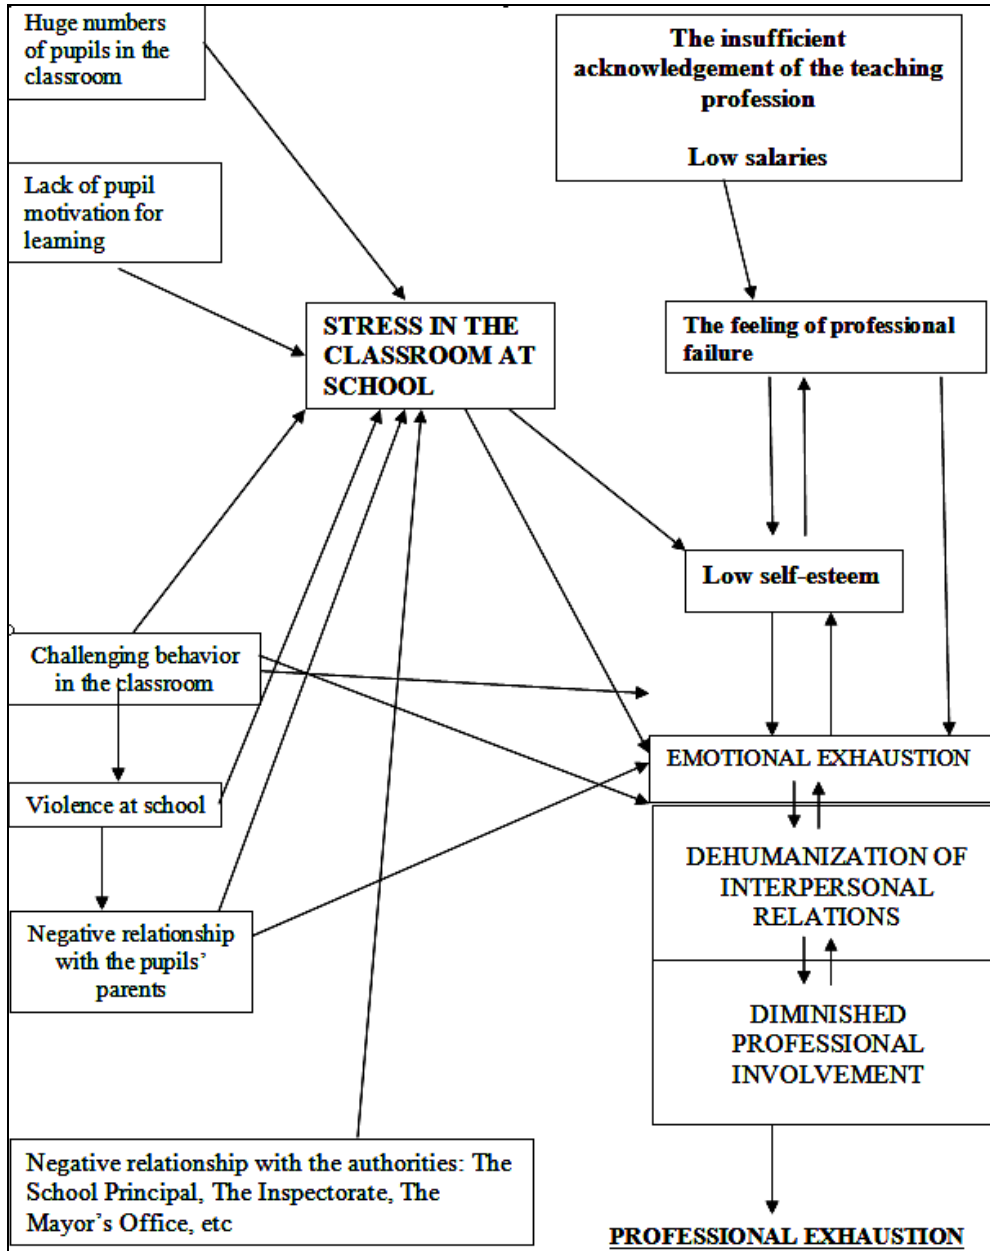 Huge numbers
of pupils in the
classroom
The insufficient
acknowledgement of the teaching
profession
Low salaries
Lack of pupil
motivation for
learning
STRESS IN THE
CLASSROOM AT
SCHOOL
The feeling of professional
failure
Low self-esteem
Challenging behavior
in the classroom
EMOTIONAL EXHAUSTION
Violence at school
DEHUMANIZATION OF
INTERPERSONAL
RELATIONS
Negative relationship
with the pupils’
parents
DIMINISHED
PROFESSIONAL
INVOLVEMENT
Negative relationship with the authorities: The
School Principal, The Inspectorate, The
Mayor’s Office, etc
PROFESSIONAL EXHAUSTION